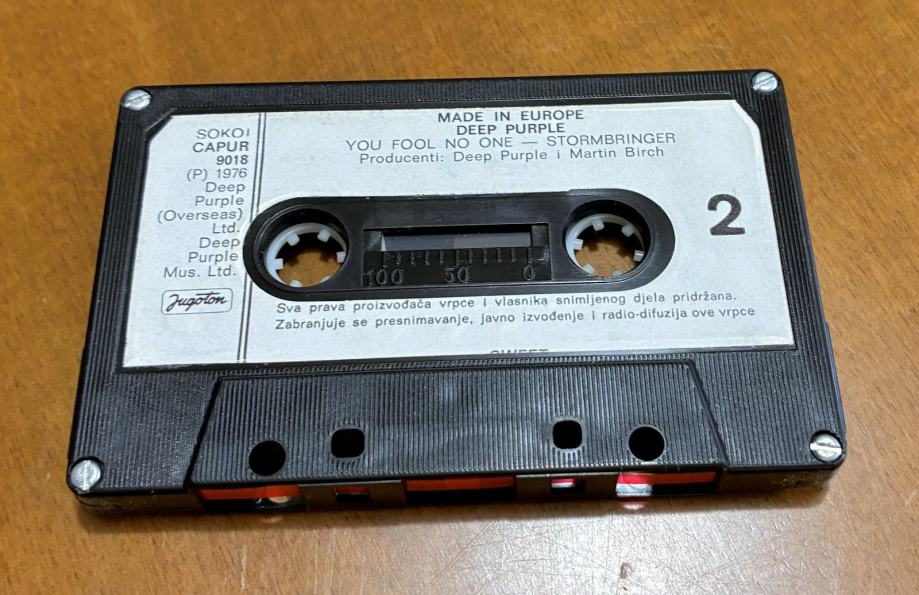 SOKOJ
CAPUR
9018
(P) 1976
Deep
Purple
(Overseas)
Ltd.
Deep
Purple
Mus. Ltd.
Jugoton
MADE IN EUROPE
DEEP PURPLE
YOU FOOL NO ONE — STORMBRINGER
Producenti: Deep Purple i Martin Birch
2
100 50 0
Sva prava proizvođača vrpce i vlasnika snimljenog djela pridržana.
Zabranjuje se presnimavanje, javno izvođenje i radio-difuzija ove vrpce